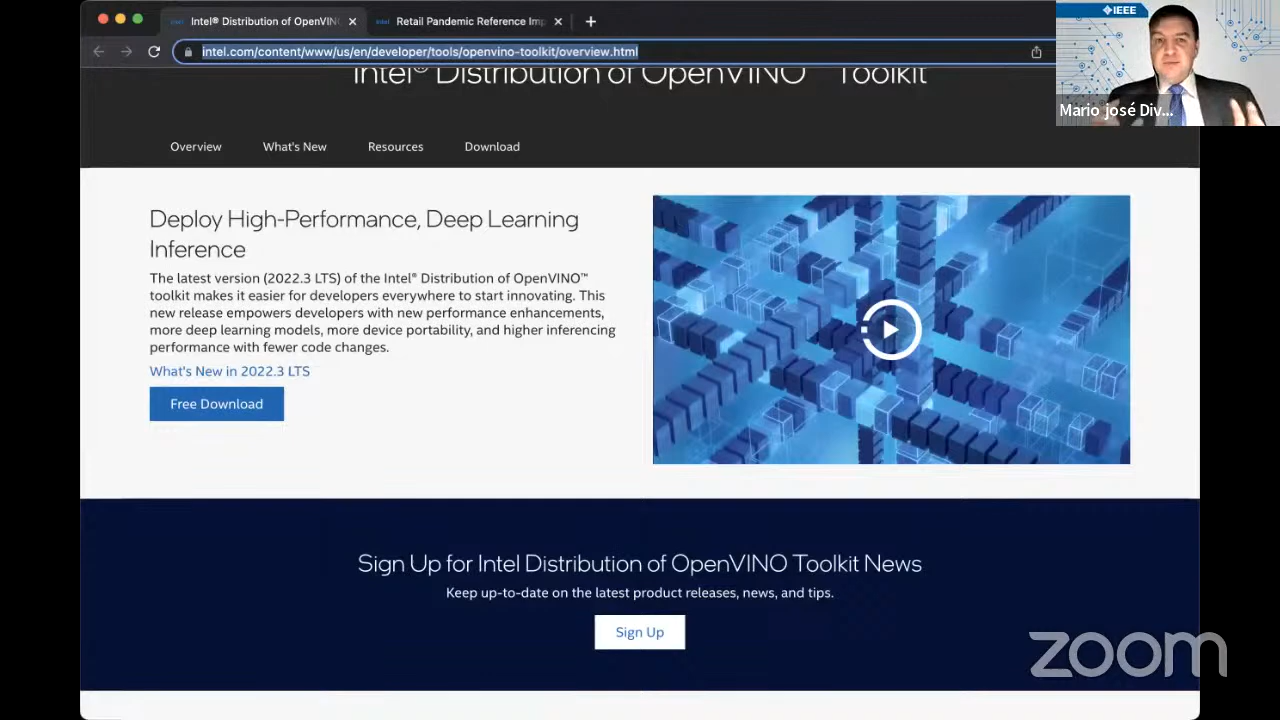 Intel® Distribution of OpenVINO
Retail Pandemic Reference Imp
intel.com/content/www/us/en/developer/tools/openvino-toolkit/overview.html
IEEE
Mario josé Div...
Intel® Distribution of OpenVINO™ Toolkit
Overview
What's New
Resources
Download
Deploy High-Performance, Deep Learning
Inference
The latest version (2022.3 LTS) of the Intel® Distribution of OpenVINO™
toolkit makes it easier for developers everywhere to start innovating. This
new release empowers developers with new performance enhancements,
more deep learning models, more device portability, and higher inferencing
performance with fewer code changes.
What's New in 2022.3 LTS
Free Download
Sign Up for Intel Distribution of OpenVINO Toolkit News
Keep up-to-date on the latest product releases, news, and tips.
Sign Up
zoom